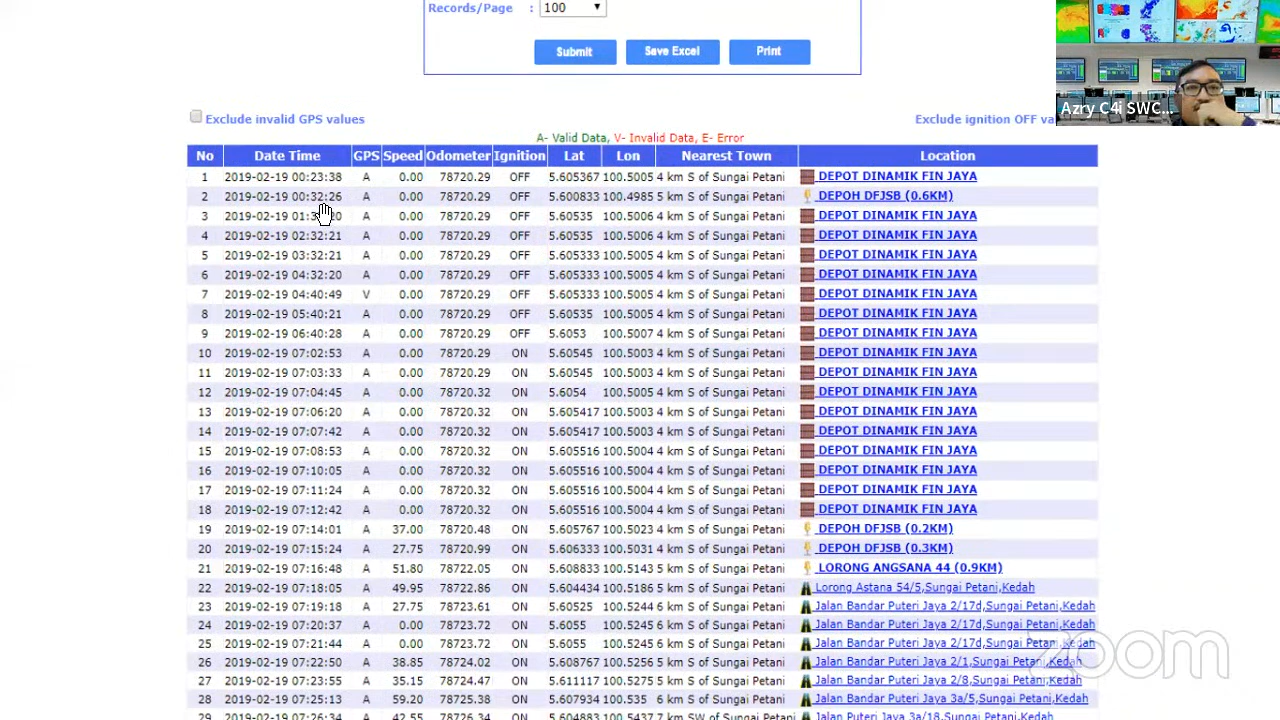 Records/Page : 100
Submit Save Excel Print
Azry C4i SWC...
Exclude invalid GPS values Exclude ignition OFF va
A- Valid Data, V- Invalid Data, E- Error
No Date Time GPS Speed Odometer Ignition Lat Lon Nearest Town Location
1 2019-02-19 00:23:38 A 0.00 78720.29 OFF 5.605367 100.5005 4 km S of Sungai Petani DEPOT DINAMIK FIN JAYA
2 2019-02-19 00:32:26 A 0.00 78720.29 OFF 5.600833 100.4985 5 km S of Sungai Petani DEPOH DFJSB (0.6KM)
3 2019-02-19 A 0.00 78720.29 OFF 5.60535 100.5006 4 km S of Sungai Petani DEPOT DINAMIK FIN JAYA
4 2019-02-19 02:32:21 A 0.00 78720.29 OFF 5.60535 100.5006 4 km S of Sungai Petani DEPOT DINAMIK FIN JAYA
5 2019-02-19 03:32:21 A 0.00 78720.29 OFF 5.605333 100.5005 4 km S of Sungai Petani DEPOT DINAMIK FIN JAYA
6 2019-02-19 04:32:20 A 0.00 78720.29 OFF 5.605333 100.5005 4 km S of Sungai Petani DEPOT DINAMIK FIN JAYA
7 2019-02-19 04:40:49 V 0.00 78720.29 OFF 5.605333 100.5005 4 km S of Sungai Petani DEPOT DINAMIK FIN JAYA
8 2019-02-19 05:40:21 A 0.00 78720.29 OFF 5.60535 100.5005 4 km S of Sungai Petani DEPOT DINAMIK FIN JAYA
9 2019-02-19 06:40:28 A 0.00 78720.29 OFF 5.6053 100.5007 4 km S of Sungai Petani DEPOT DINAMIK FIN JAYA
10 2019-02-19 07:02:53 A 0.00 78720.29 ON 5.60545 100.5003 4 km S of Sungai Petani DEPOT DINAMIK FIN JAYA
11 2019-02-19 07:03:33 A 0.00 78720.29 ON 5.60545 100.5003 4 km S of Sungai Petani DEPOT DINAMIK FIN JAYA
12 2019-02-19 07:04:45 A 0.00 78720.32 ON 5.6054 100.5003 4 km S of Sungai Petani DEPOT DINAMIK FIN JAYA
13 2019-02-19 07:06:20 A 0.00 78720.32 ON 5.605417 100.5003 4 km S of Sungai Petani DEPOT DINAMIK FIN JAYA
14 2019-02-19 07:07:42 A 0.00 78720.32 ON 5.605417 100.5003 4 km S of Sungai Petani DEPOT DINAMIK FIN JAYA
15 2019-02-19 07:08:53 A 0.00 78720.32 ON 5.605516 100.5004 4 km S of Sungai Petani DEPOT DINAMIK FIN JAYA
16 2019-02-19 07:10:05 A 0.00 78720.32 ON 5.605516 100.5004 4 km S of Sungai Petani DEPOT DINAMIK FIN JAYA
17 2019-02-19 07:11:24 A 0.00 78720.32 ON 5.605516 100.5004 4 km S of Sungai Petani DEPOT DINAMIK FIN JAYA
18 2019-02-19 07:12:42 A 0.00 78720.32 ON 5.605516 100.5004 4 km S of Sungai Petani DEPOT DINAMIK FIN JAYA
19 2019-02-19 07:14:01 A 37.00 78720.48 ON 5.605767 100.5023 4 km S of Sungai Petani DEPOH DFJSB (0.2KM)
20 2019-02-19 07:15:24 A 27.75 78720.99 ON 5.606333 100.5031 4 km S of Sungai Petani DEPOH DFJSB (0.3KM)
21 2019-02-19 07:16:48 A 51.80 78722.05 ON 5.608833 100.5143 5 km S of Sungai Petani LORONG ANGSANA 44 (0.9KM)
22 2019-02-19 07:18:05 A 49.95 78722.86 ON 5.604434 100.5186 5 km S of Sungai Petani Lorong Astana 54/5,Sungai Petani,Kedah
23 2019-02-19 07:19:18 A 27.75 78723.61 ON 5.60525 100.5244 6 km S of Sungai Petani Jalan Bandar Puteri Jaya 2/17d,Sungai Petani,Kedah
24 2019-02-19 07:20:37 A 0.00 78723.72 ON 5.6055 100.5245 6 km S of Sungai Petani Jalan Bandar Puteri Jaya 2/17d,Sungai Petani,Kedah
25 2019-02-19 07:21:44 A 0.00 78723.72 ON 5.6055 100.5245 6 km S of Sungai Petani Jalan Bandar Puteri Jaya 2/17d,Sungai Petani,Kedah
26 2019-02-19 07:22:50 A 38.85 78724.02 ON 5.608767 100.5256 5 km S of Sungai Petani Jalan Bandar Puteri Jaya 2/1,Sungai Petani,Kedah
27 2019-02-19 07:23:55 A 35.15 78724.47 ON 5.611117 100.5275 5 km S of Sungai Petani Jalan Bandar Puteri Jaya 2/8,Sungai Petani,Kedah
28 2019-02-19 07:25:13 A 59.20 78725.38 ON 5.607934 100.535 6 km S of Sungai Petani Jalan Bandar Puteri Jaya 3a/5,Sungai Petani,Kedah
29 2019-02-19 07:26:34 A 42.55 78726.34 ON 5.604883 100.5437 7 km SW of Sungai Petani Jalan Puteri Jaya 3a/18,Sungai Petani,Kedah
zoom